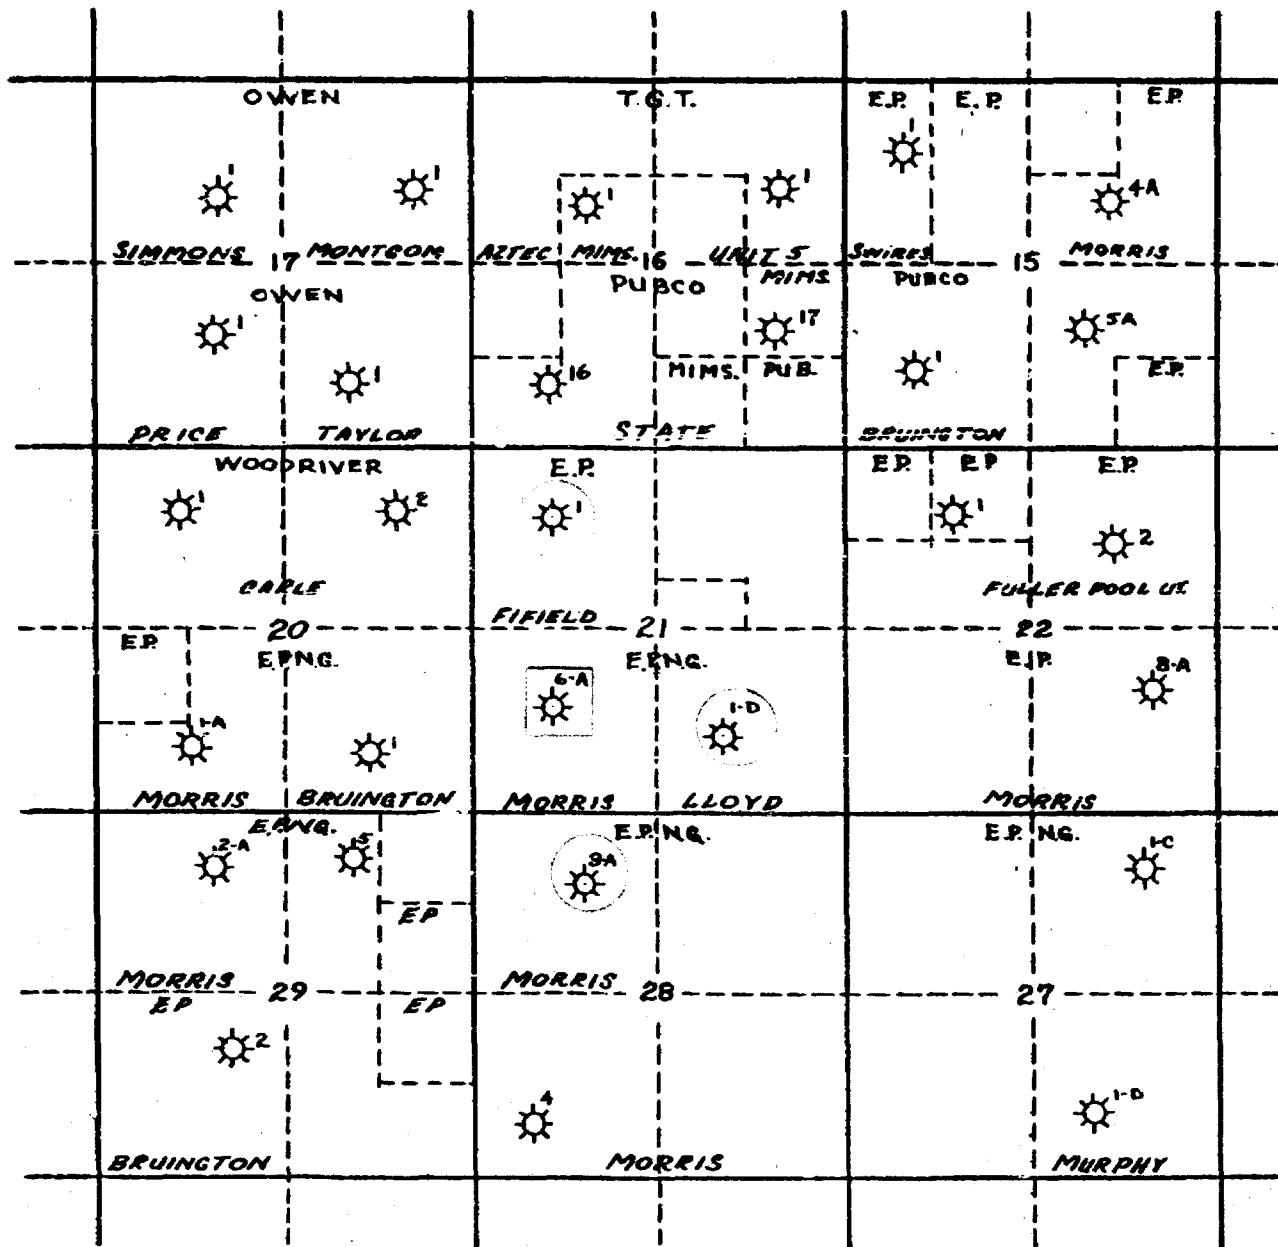 OWEN
T.G.T.
E.P. E.P. E.P.
1 1 1 1 1 4-A
SIMMONS 17 MONTGOM AZTEC MIMS. 16 UNIT 5 SWIRES 15 MORRIS
MIMS
OWEN PUBCO PUBCO
1 1 16 17 1 5A
MIMS. PUB. E.P.
PRICE TAYLOR STATE BRUINGTON
WOODRIVER E.P. E.P. E.P E.P.
1 2 1 1 2
CARLE FIFIELD FULLER POOL UT.
20 21 22
E.P. E.P.N.G. E.P.N.G. E.P.
1-A 1 6-A 1-D 8-A
MORRIS BRUINGTON MORRIS LLOYD MORRIS
E.P.N.G. E.P.N.G. E.P.NG.
2-A 5 9-A 1-C
EP
MORRIS 29 MORRIS 28 27
EP EP
2 4 1-D
BRUINGTON MORRIS MURPHY